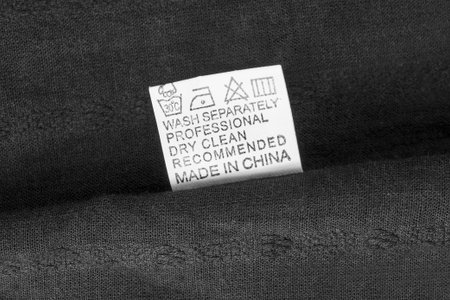 30°C
WASH SEPARATELY
PROFESSIONAL
DRY CLEAN
RECOMMENDED
MADE IN CHINA